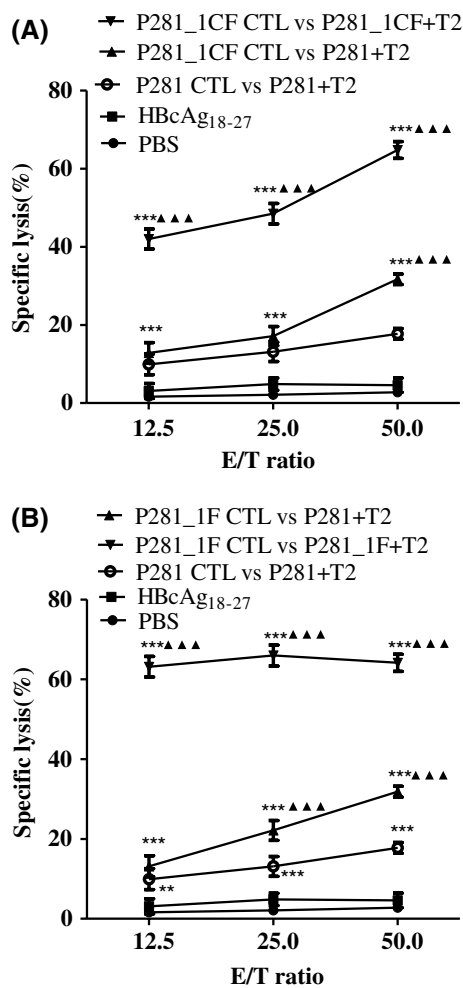 (A)
P281_1CF CTL vs P281_1CF+T2
P281_1CF CTL vs P281+T2
P281 CTL vs P281+T2
HBcAg18-27
PBS
80
60
40
20
0
Specific lysis(%)
***▲▲▲
***▲▲▲
***▲▲▲
***▲▲▲
***
***
12.5 25.0 50.0
E/T ratio
(B)
P281_1F CTL vs P281+T2
P281_1F CTL vs P281_1F+T2
P281 CTL vs P281+T2
HBcAg18-27
PBS
80
60
40
20
0
Specific lysis(%)
***▲▲▲
***▲▲▲
***▲▲▲
***▲▲▲
***▲▲▲
***
***
***
**
12.5 25.0 50.0
E/T ratio